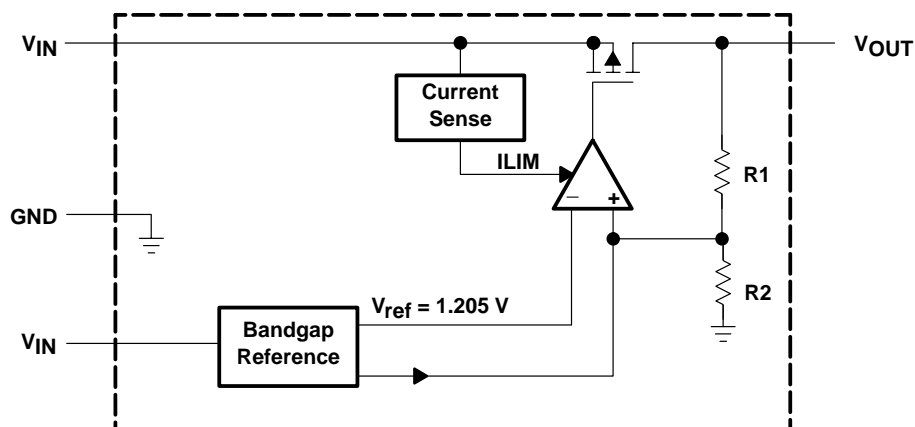 VIN
VOUT
Current
Sense
ILIM
R1
− +
GND
R2
Vref = 1.205 V
VIN
Bandgap
Reference